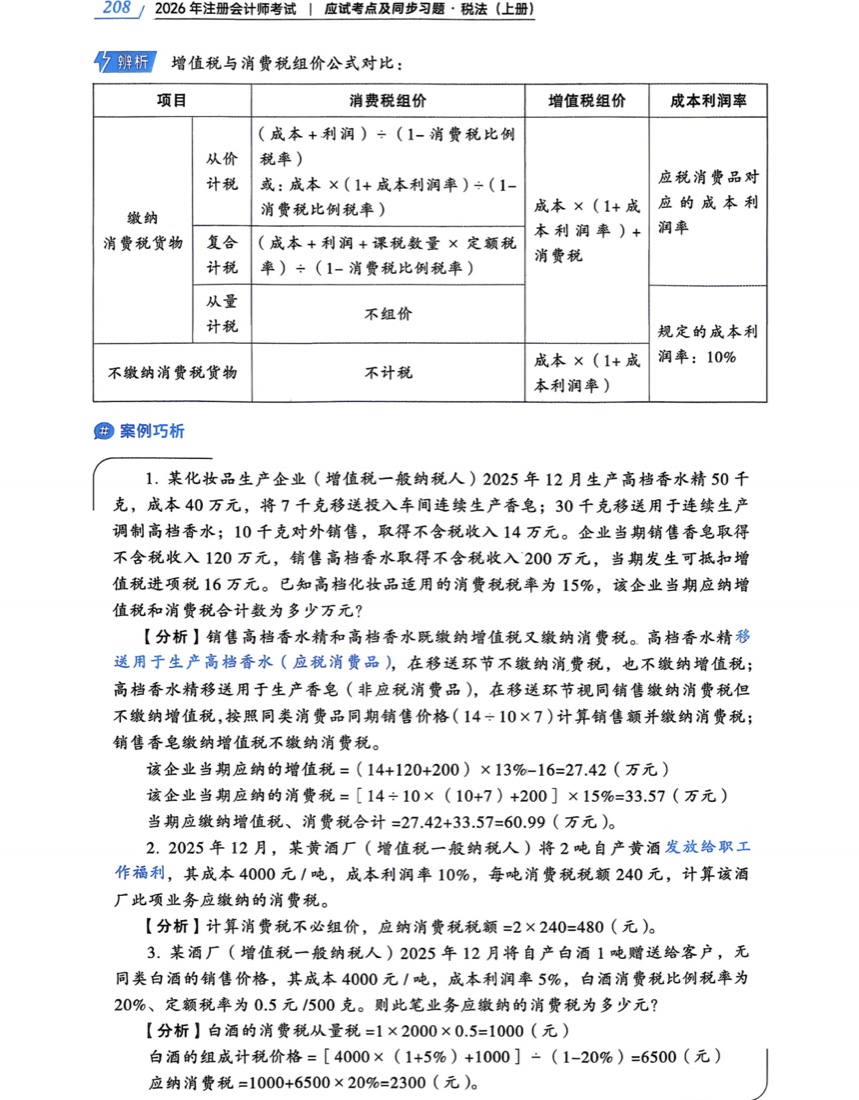 208 2026年注册会计师考试 | 应试考点及同步习题·税法（上册）
辨析 增值税与消费税组价公式对比：
项目 消费税组价 增值税组价 成本利润率
缴纳
消费税货物
从价
计税
（成本+利润）÷（1-消费税比例
税率）
或：成本×（1+成本利润率）÷（1-
消费税比例税率）
复合
计税
（成本+利润+课税数量×定额税
率）÷（1-消费税比例税率）
从量
计税
不组价
成本×（1+成
本利润率）+
消费税
应税消费品对
应的成本利
润率
规定的成本利
润率：10%
不缴纳消费税货物 不计税
成本×（1+成
本利润率）
案例巧析
1. 某化妆品生产企业（增值税一般纳税人）2025年12月生产高档香水精50千
克，成本40万元，将7千克移送投入车间连续生产香皂；30千克移送用于连续生产
调制高档香水；10千克对外销售，取得不含税收入14万元。企业当期销售香皂取得
不含税收入120万元，销售高档香水取得不含税收入200万元，当期发生可抵扣增
值税进项税16万元。已知高档化妆品适用的消费税税率为15%，该企业当期应纳增
值税和消费税合计数为多少万元？
【分析】销售高档香水精和高档香水既缴纳增值税又缴纳消费税。高档香水精移
送用于生产高档香水（应税消费品），在移送环节不缴纳消费税，也不缴纳增值税；
高档香水精移送用于生产香皂（非应税消费品），在移送环节视同销售缴纳消费税但
不缴纳增值税，按照同类消费品同期销售价格（14÷10×7）计算销售额并缴纳消费税；
销售香皂缴纳增值税不缴纳消费税。
该企业当期应纳的增值税=（14+120+200）×13%-16=27.42（万元）
该企业当期应纳的消费税=［14÷10×（10+7）+200］×15%=33.57（万元）
当期应缴纳增值税、消费税合计=27.42+33.57=60.99（万元）。
2. 2025年12月，某黄酒厂（增值税一般纳税人）将2吨自产黄酒发放给职工
作福利，其成本4000元/吨，成本利润率10%，每吨消费税税额240元，计算该酒
厂此项业务应缴纳的消费税。
【分析】计算消费税不必组价，应纳消费税税额=2×240=480（元）。
3. 某酒厂（增值税一般纳税人）2025年12月将自产白酒1吨赠送给客户，无
同类白酒的销售价格，其成本4000元/吨，成本利润率5%，白酒消费税比例税率为
20%、定额税率为0.5元/500克。则此笔业务应缴纳的消费税为多少元？
【分析】白酒的消费税从量税=1×2000×0.5=1000（元）
白酒的组成计税价格=［4000×（1+5%）+1000］÷（1-20%）=6500（元）
应纳消费税=1000+6500×20%=2300（元）。